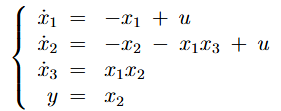 ẋ₁ = −x₁ + u
ẋ₂ = −x₂ − x₁x₃ + u
ẋ₃ = x₁x₂
y = x₂